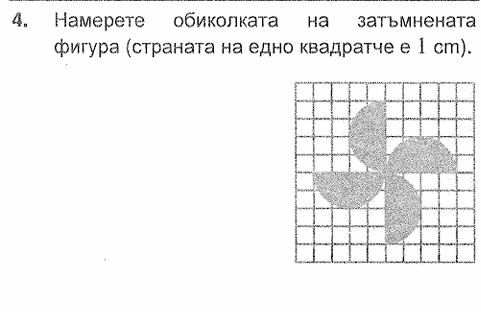 4. Намерете обиколката на затъмнената
фигура (страната на едно квадратче е 1 cm).